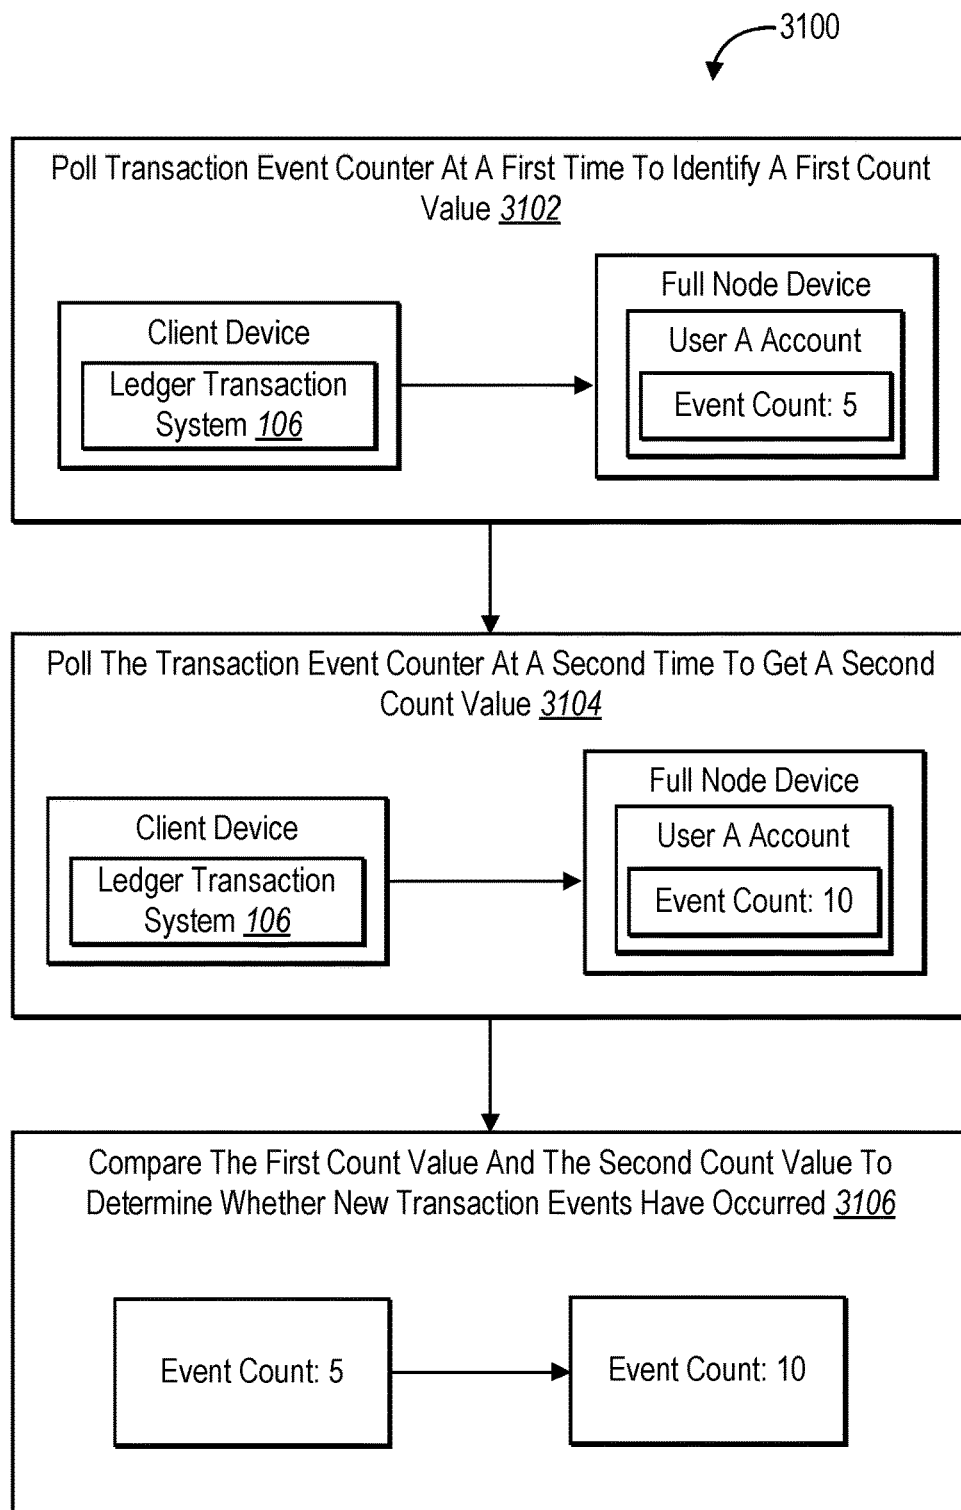 3100
Poll Transaction Event Counter At A First Time To Identify A First Count
Value 3102
Client Device
Ledger Transaction
System 106
Full Node Device
User A Account
Event Count: 5
Poll The Transaction Event Counter At A Second Time To Get A Second
Count Value 3104
Client Device
Ledger Transaction
System 106
Full Node Device
User A Account
Event Count: 10
Compare The First Count Value And The Second Count Value To
Determine Whether New Transaction Events Have Occurred 3106
Event Count: 5
Event Count: 10